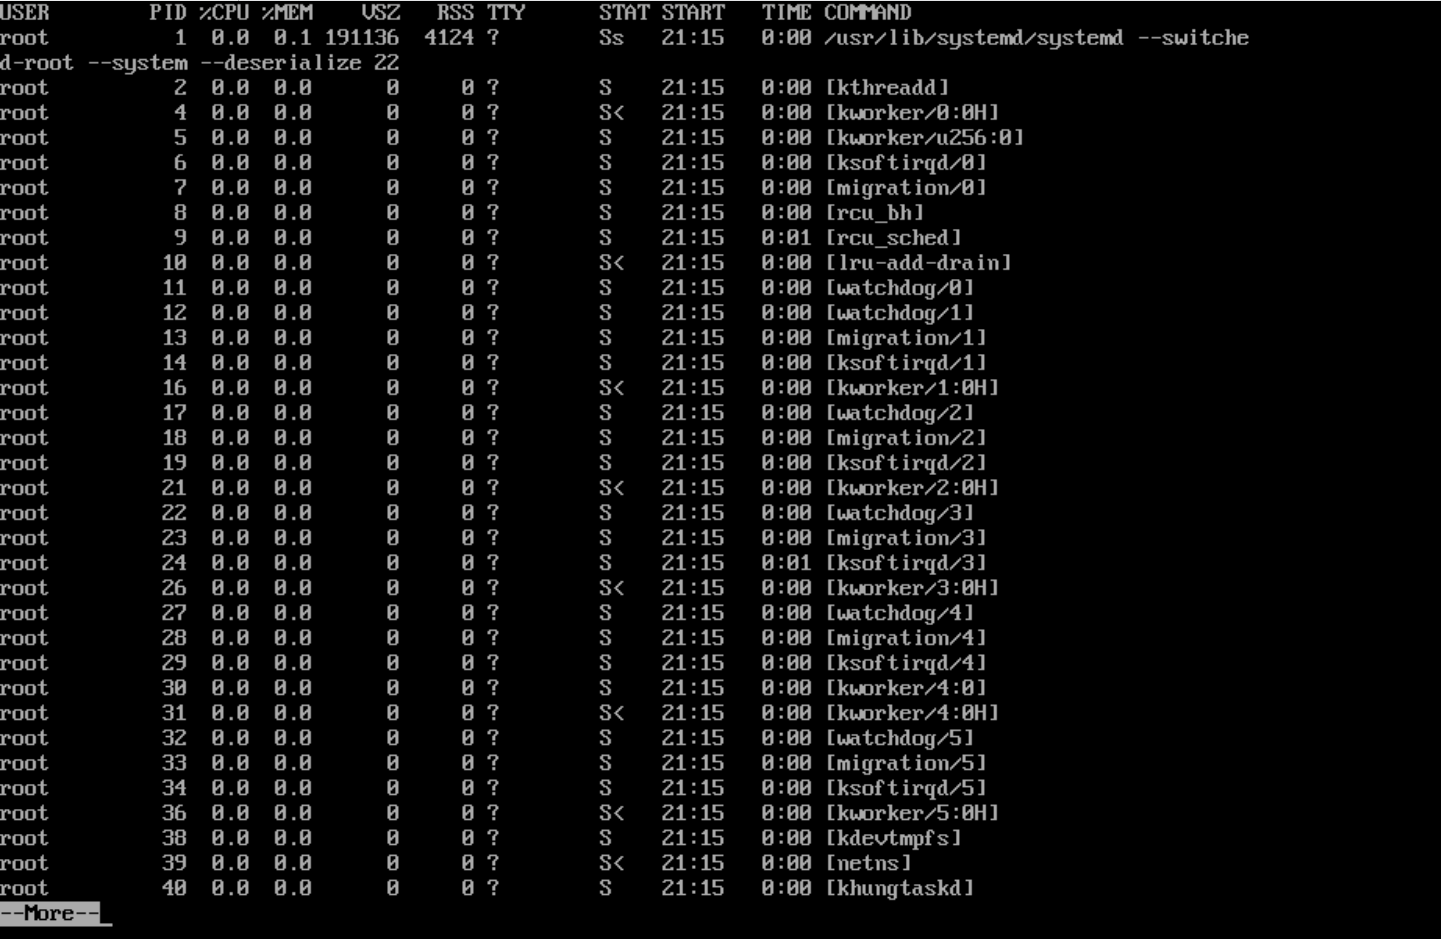 USER        PID %CPU %MEM    VSZ   RSS TTY      STAT START   TIME COMMAND
root          1  0.0  0.1 191136  4124 ?        Ss   21:15   0:00 /usr/lib/systemd/systemd --switche
d-root --system --deserialize 22
root          2  0.0  0.0      0     0 ?        S    21:15   0:00 [kthreadd]
root          4  0.0  0.0      0     0 ?        S<   21:15   0:00 [kworker/0:0H]
root          5  0.0  0.0      0     0 ?        S    21:15   0:00 [kworker/u256:0]
root          6  0.0  0.0      0     0 ?        S    21:15   0:00 [ksoftirqd/0]
root          7  0.0  0.0      0     0 ?        S    21:15   0:00 [migration/0]
root          8  0.0  0.0      0     0 ?        S    21:15   0:00 [rcu_bh]
root          9  0.0  0.0      0     0 ?        S    21:15   0:01 [rcu_sched]
root         10  0.0  0.0      0     0 ?        S<   21:15   0:00 [lru-add-drain]
root         11  0.0  0.0      0     0 ?        S    21:15   0:00 [watchdog/0]
root         12  0.0  0.0      0     0 ?        S    21:15   0:00 [watchdog/1]
root         13  0.0  0.0      0     0 ?        S    21:15   0:00 [migration/1]
root         14  0.0  0.0      0     0 ?        S    21:15   0:00 [ksoftirqd/1]
root         16  0.0  0.0      0     0 ?        S<   21:15   0:00 [kworker/1:0H]
root         17  0.0  0.0      0     0 ?        S    21:15   0:00 [watchdog/2]
root         18  0.0  0.0      0     0 ?        S    21:15   0:00 [migration/2]
root         19  0.0  0.0      0     0 ?        S    21:15   0:00 [ksoftirqd/2]
root         21  0.0  0.0      0     0 ?        S<   21:15   0:00 [kworker/2:0H]
root         22  0.0  0.0      0     0 ?        S    21:15   0:00 [watchdog/3]
root         23  0.0  0.0      0     0 ?        S    21:15   0:00 [migration/3]
root         24  0.0  0.0      0     0 ?        S    21:15   0:01 [ksoftirqd/3]
root         26  0.0  0.0      0     0 ?        S<   21:15   0:00 [kworker/3:0H]
root         27  0.0  0.0      0     0 ?        S    21:15   0:00 [watchdog/4]
root         28  0.0  0.0      0     0 ?        S    21:15   0:00 [migration/4]
root         29  0.0  0.0      0     0 ?        S    21:15   0:00 [ksoftirqd/4]
root         30  0.0  0.0      0     0 ?        S    21:15   0:00 [kworker/4:0]
root         31  0.0  0.0      0     0 ?        S<   21:15   0:00 [kworker/4:0H]
root         32  0.0  0.0      0     0 ?        S    21:15   0:00 [watchdog/5]
root         33  0.0  0.0      0     0 ?        S    21:15   0:00 [migration/5]
root         34  0.0  0.0      0     0 ?        S    21:15   0:00 [ksoftirqd/5]
root         36  0.0  0.0      0     0 ?        S<   21:15   0:00 [kworker/5:0H]
root         38  0.0  0.0      0     0 ?        S    21:15   0:00 [kdevtmpfs]
root         39  0.0  0.0      0     0 ?        S<   21:15   0:00 [netns]
root         40  0.0  0.0      0     0 ?        S    21:15   0:00 [khungtaskd]
--More--_